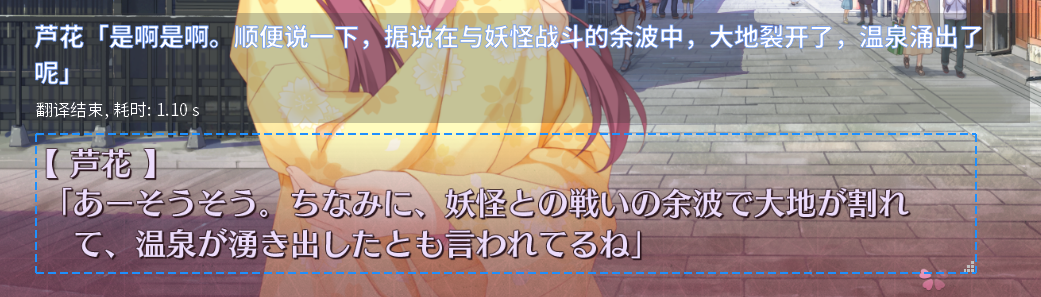 芦花「是啊是啊。顺便说一下，据说在与妖怪战斗的余波中，大地裂开了，温泉涌出了
呢」
翻译结束, 耗时: 1.10 s
【 芦花 】
「あーそうそう。ちなみに、妖怪との戦いの余波で大地が割れ
て、温泉が湧き出したとも言われてるね」